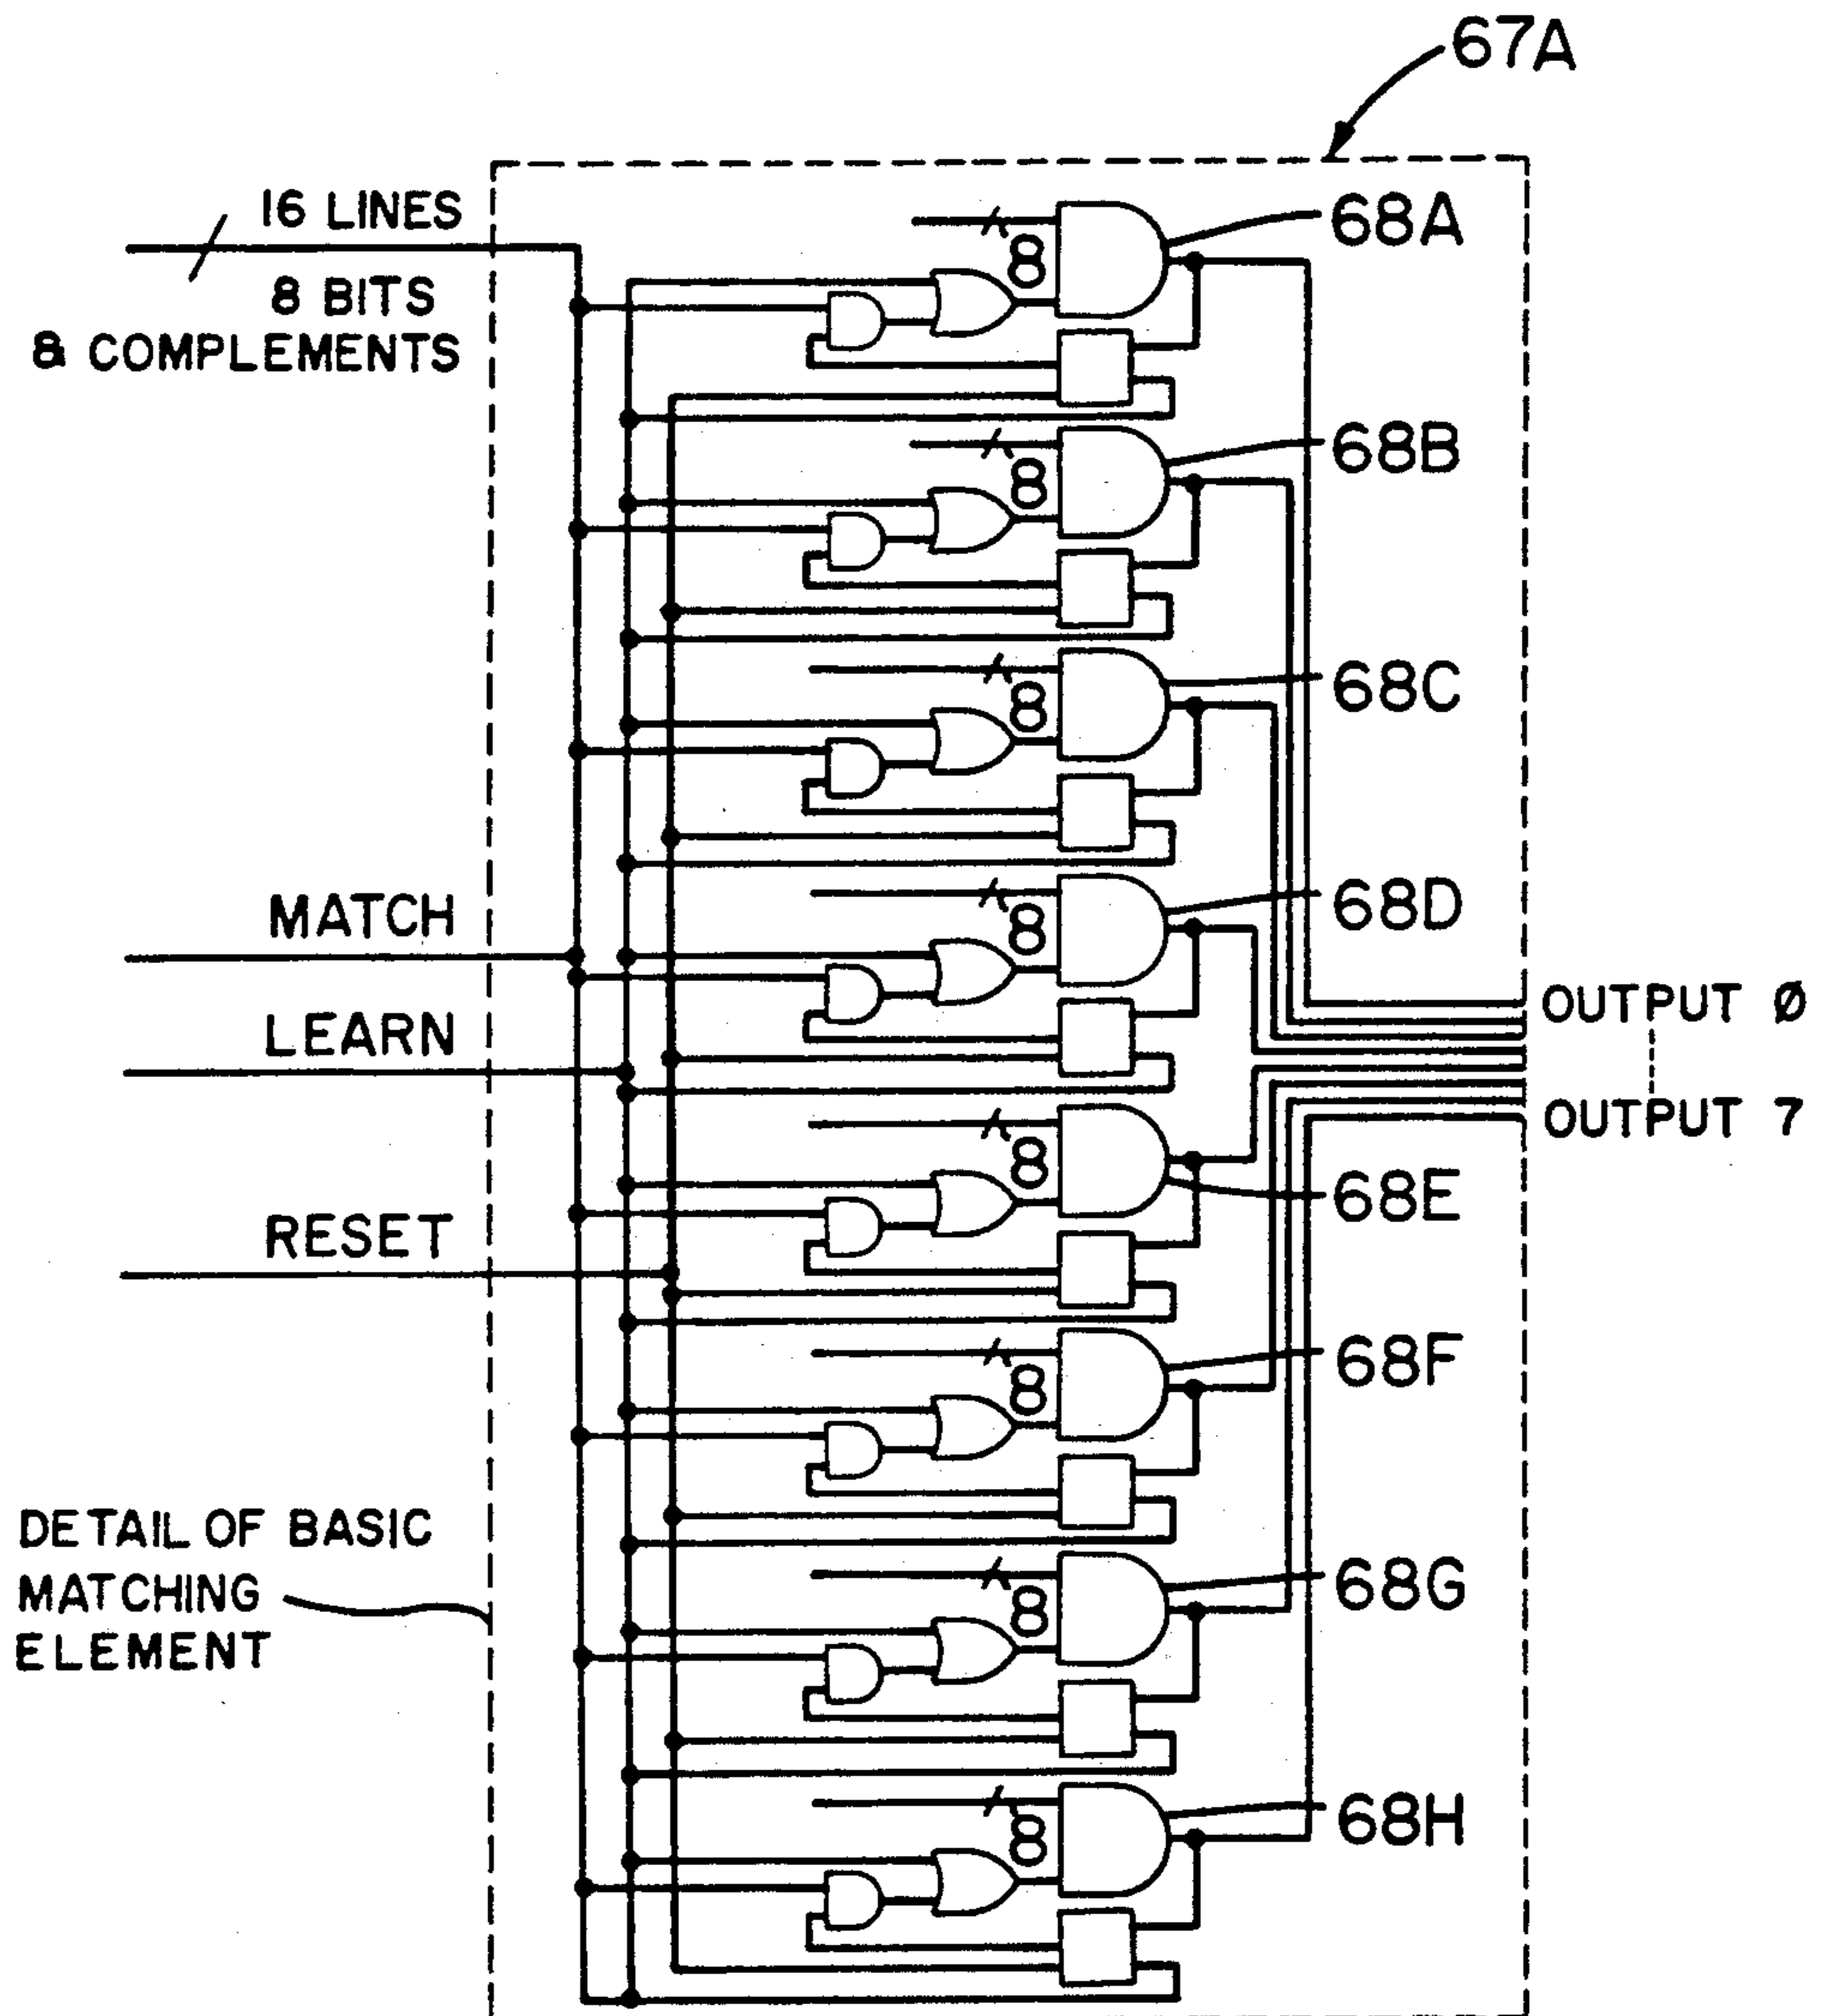 67A
16 LINES
8 BITS
& COMPLEMENTS
68A
8
68B
8
68C
8
MATCH
68D
8
OUTPUT Ø
LEARN
OUTPUT 7
68E
8
RESET
68F
8
DETAIL OF BASIC
MATCHING
ELEMENT
68G
8
68H
8